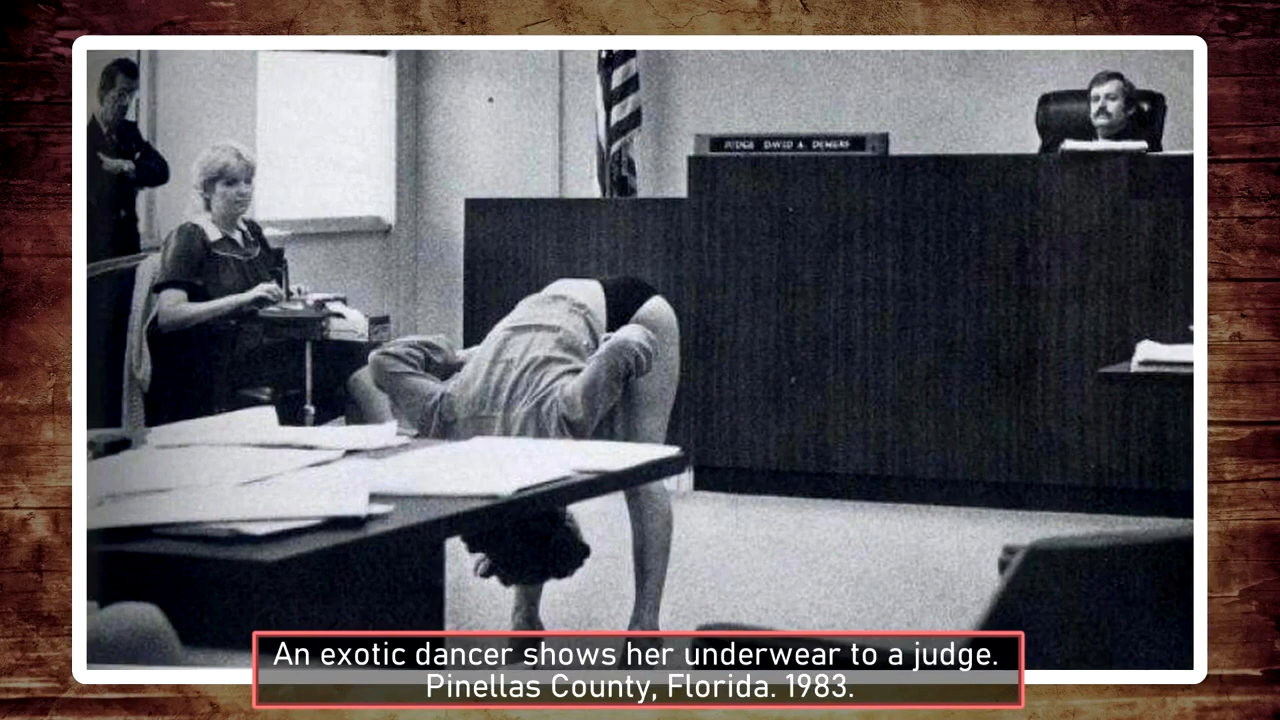 JUDGE DAVID A. DEMERS
An exotic dancer shows her underwear to a judge.
Pinellas County, Florida. 1983.